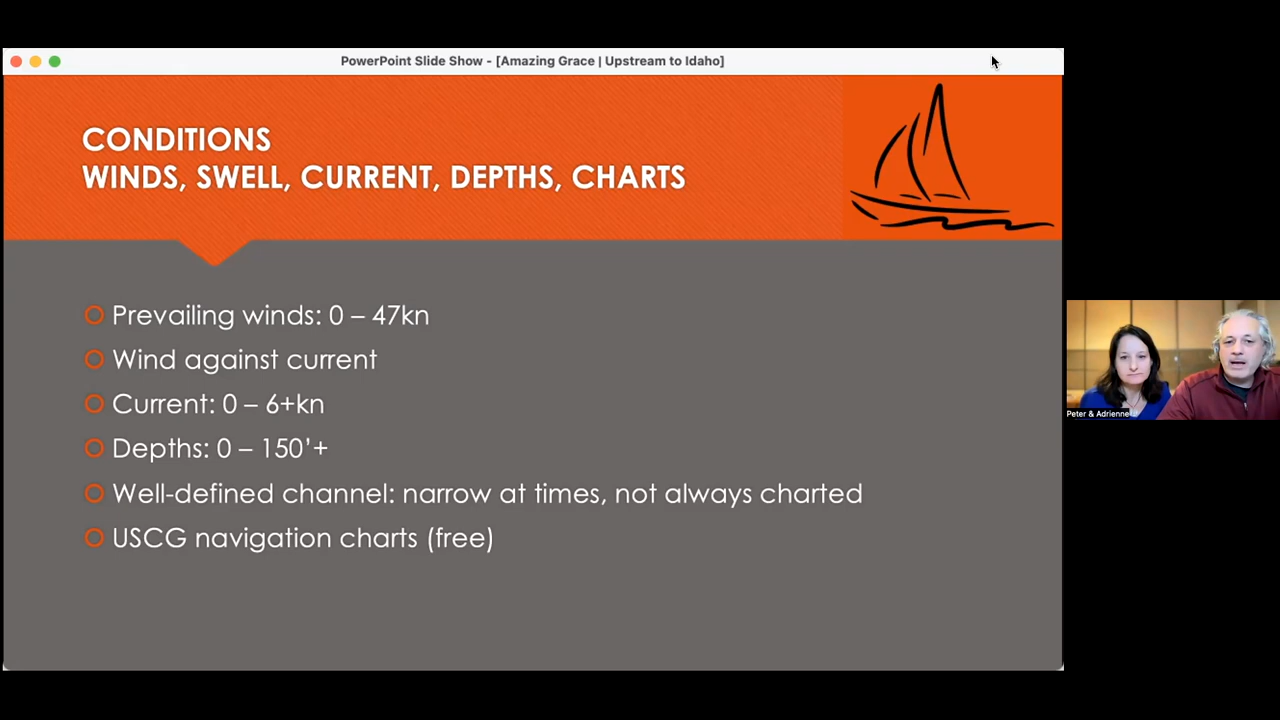 PowerPoint Slide Show - [Amazing Grace | Upstream to Idaho]
CONDITIONS
WINDS, SWELL, CURRENT, DEPTHS, CHARTS
Prevailing winds: 0 – 47kn
Wind against current
Current: 0 – 6+kn
Depths: 0 – 150’+
Well-defined channel: narrow at times, not always charted
USCG navigation charts (free)
Peter & Adrienne